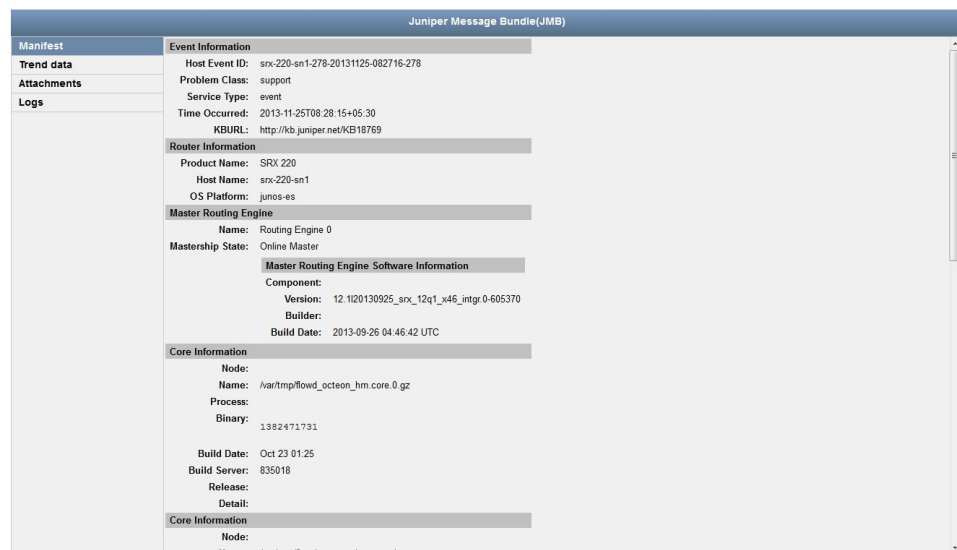 Juniper Message Bundle(JMB)
Manifest
Trend data
Attachments
Logs
Event Information
Host Event ID: srx-220-sn1-278-20131125-082716-278
Problem Class: support
Service Type: event
Time Occurred: 2013-11-25T08:28:15+05:30
KBURL: http://kb.juniper.net/KB18769
Router Information
Product Name: SRX 220
Host Name: srx-220-sn1
OS Platform: junos-es
Master Routing Engine
Name: Routing Engine 0
Mastership State: Online Master
Master Routing Engine Software Information
Component:
Version: 12.1I20130925_srx_12q1_x46_intgr.0-605370
Builder:
Build Date: 2013-09-26 04:46:42 UTC
Core Information
Node:
Name: /var/tmp/flowd_octeon_hm.core.0.gz
Process:
Binary:
1382471731
Build Date: Oct 23 01:25
Build Server: 835018
Release:
Detail:
Core Information
Node: